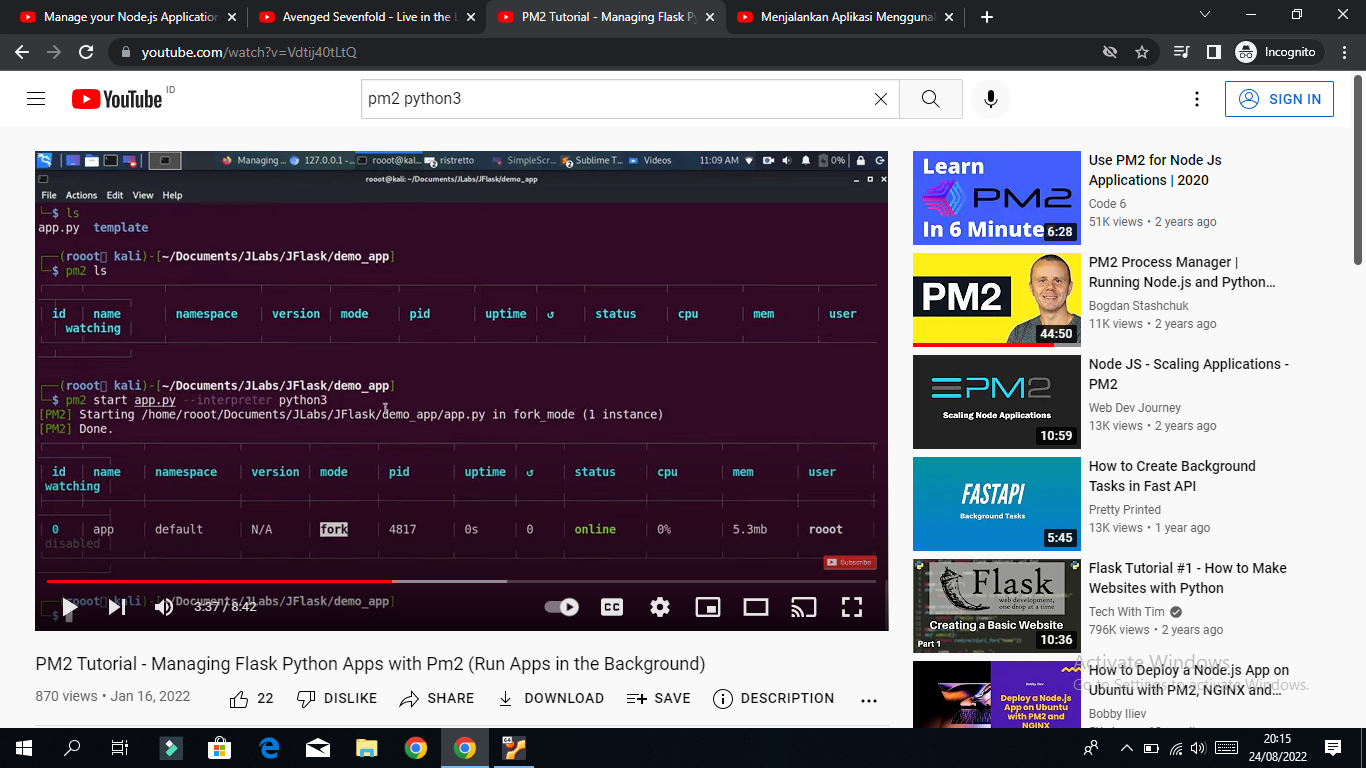 Manage your Node.js Application
Avenged Sevenfold - Live in the L
PM2 Tutorial - Managing Flask Py
Menjalankan Aplikasi Menggunak
youtube.com/watch?v=Vdtij40tLtQ
Incognito
YouTube ID
pm2 python3
SIGN IN
Managing ...
127.0.0.1 -...
rooot@kal...
ristretto
SimpleScr...
Sublime T...
Videos
11:09 AM
0%
rooot@kali: ~/Documents/JLabs/JFlask/demo_app
File Actions Edit View Help
$ ls
app.py template
(rooot kali)-[~/Documents/JLabs/JFlask/demo_app]
$ pm2 ls
id name namespace version mode pid uptime ↺ status cpu mem user
watching
(rooot kali)-[~/Documents/JLabs/JFlask/demo_app]
$ pm2 start app.py --interpreter python3
[PM2] Starting /home/rooot/Documents/JLabs/JFlask/demo_app/app.py in fork_mode (1 instance)
[PM2] Done.
id name namespace version mode pid uptime ↺ status cpu mem user
watching
0 app default N/A fork 4817 0s 0 online 0% 5.3mb rooot
disabled
Subscribe
(rooot kali)-[~/Documents/JLabs/JFlask/demo_app]
$
3:37 / 8:42
CC
PM2 Tutorial - Managing Flask Python Apps with Pm2 (Run Apps in the Background)
870 views • Jan 16, 2022
22
DISLIKE
SHARE
DOWNLOAD
SAVE
DESCRIPTION
Learn
PM2
In 6 Minute
6:28
Use PM2 for Node Js
Applications | 2020
Code 6
51K views • 2 years ago
PM2
44:50
PM2 Process Manager |
Running Node.js and Python...
Bogdan Stashchuk
11K views • 2 years ago
PM2
Scaling Node Applications
10:59
Node JS - Scaling Applications -
PM2
Web Dev Journey
13K views • 2 years ago
FASTAPI
Background Tasks
5:45
How to Create Background
Tasks in Fast API
Pretty Printed
13K views • 1 year ago
Flask
web development,
one drop at a time
Creating a Basic Website
Part 1
10:36
Flask Tutorial #1 - How to Make
Websites with Python
Tech With Tim
796K views • 2 years ago
Bobby Iliev
Deploy a Node.js
App on Ubuntu
with PM2 and
NGINX
How to Deploy a Node.js App on
Ubuntu with PM2, NGINX and...
Bobby Iliev
Activate Windows
Go to Settings to activate Windows.
64
20:15
24/08/2022